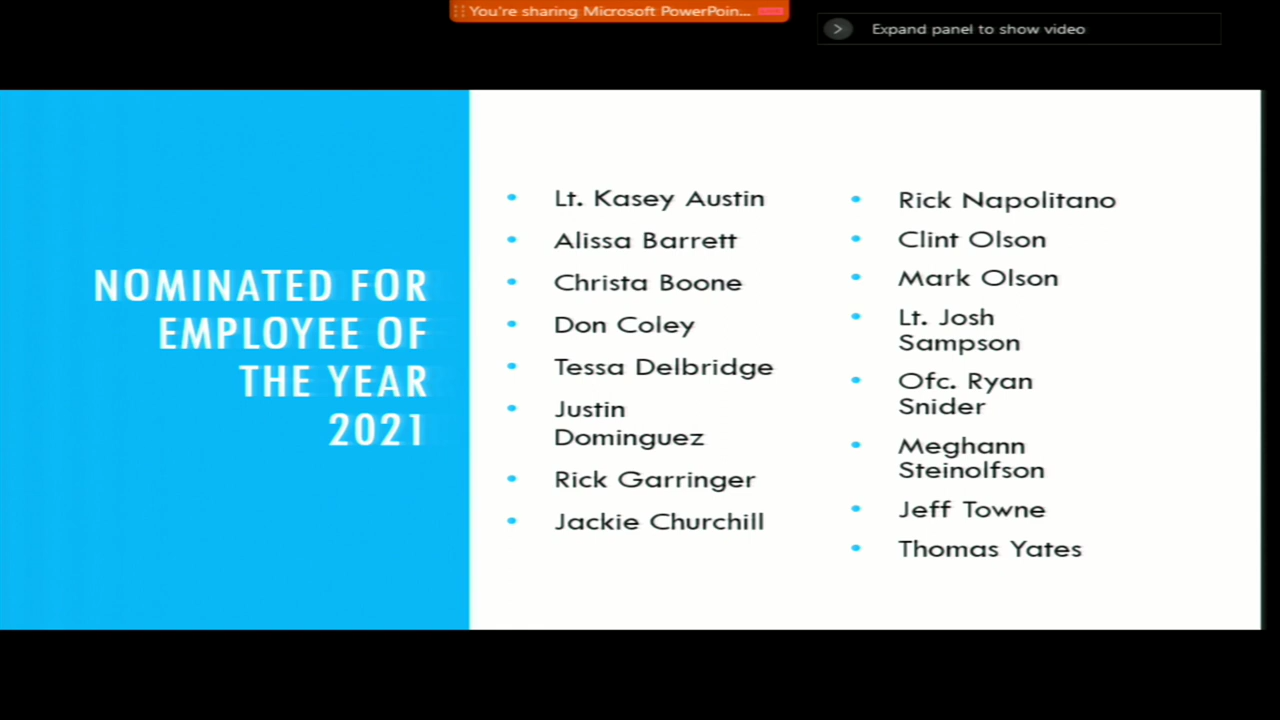 You're sharing Microsoft PowerPoin...
Expand panel to show video
NOMINATED FOR
EMPLOYEE OF
THE YEAR
2021
• Lt. Kasey Austin
• Alissa Barrett
• Christa Boone
• Don Coley
• Tessa Delbridge
• Justin
Dominguez
• Rick Garringer
• Jackie Churchill
• Rick Napolitano
• Clint Olson
• Mark Olson
• Lt. Josh
Sampson
• Ofc. Ryan
Snider
• Meghann
Steinolfson
• Jeff Towne
• Thomas Yates